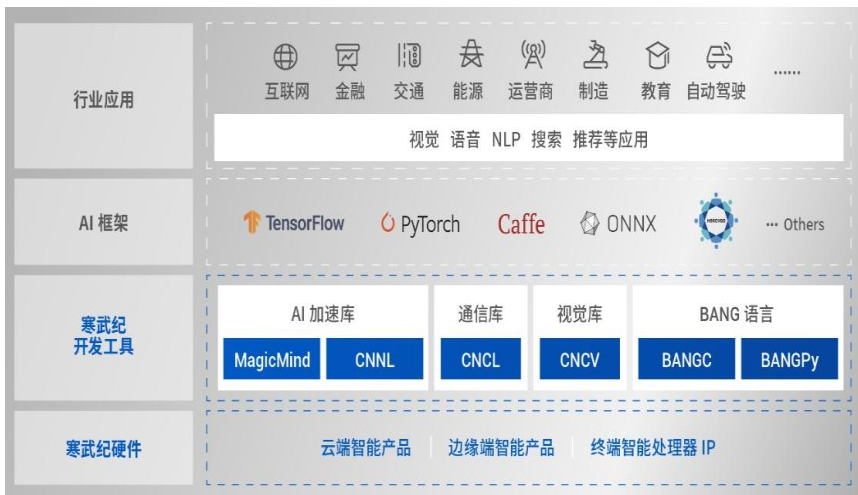 行业应用
互联网 金融 交通 能源 运营商 制造 教育 自动驾驶 ......
视觉 语音 NLP 搜索 推荐等应用
AI 框架
TensorFlow PyTorch Caffe ONNX HOROVOD ... Others
寒武纪
开发工具
AI 加速库 通信库 视觉库 BANG 语言
MagicMind CNNL CNCL CNCV BANGC BANGPy
寒武纪硬件
云端智能产品 边缘端智能产品 终端智能处理器 IP